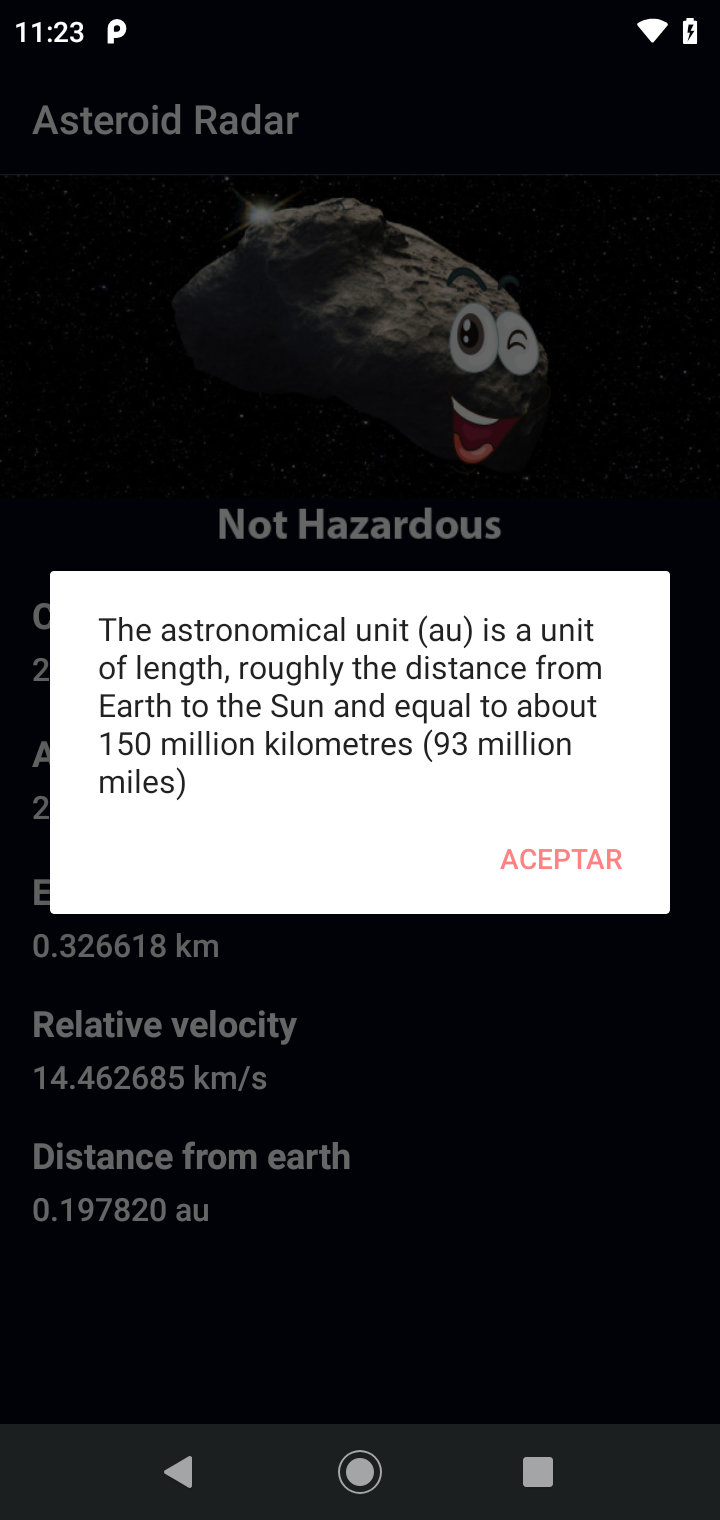 11:23
Asteroid Radar
Not Hazardous
The astronomical unit (au) is a unit
of length, roughly the distance from
Earth to the Sun and equal to about
150 million kilometres (93 million
miles)
ACEPTAR
0.326618 km
Relative velocity
14.462685 km/s
Distance from earth
0.197820 au